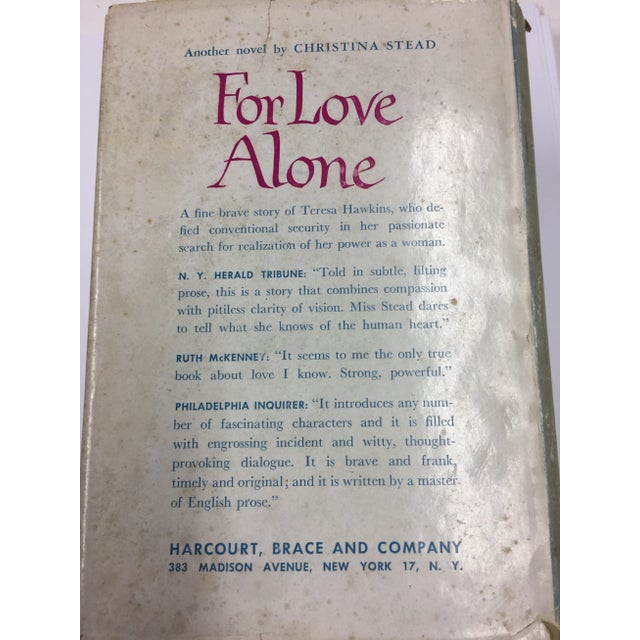 Another novel by CHRISTINA STEAD
For Love
Alone
A fine brave story of Teresa Hawkins, who de-
fied conventional security in her passionate
search for realization of her power as a woman.
N. Y. HERALD TRIBUNE: "Told in subtle, lilting
prose, this is a story that combines compassion
with pitiless clarity of vision. Miss Stead dares
to tell what she knows of the human heart."
RUTH McKENNEY: "It seems to me the only true
book about love I know. Strong, powerful."
PHILADELPHIA INQUIRER: "It introduces any num-
ber of fascinating characters and it is filled
with engrossing incident and witty, thought-
provoking dialogue. It is brave and frank,
timely and original; and it is written by a master
of English prose."
HARCOURT, BRACE AND COMPANY
383 MADISON AVENUE, NEW YORK 17, N. Y.